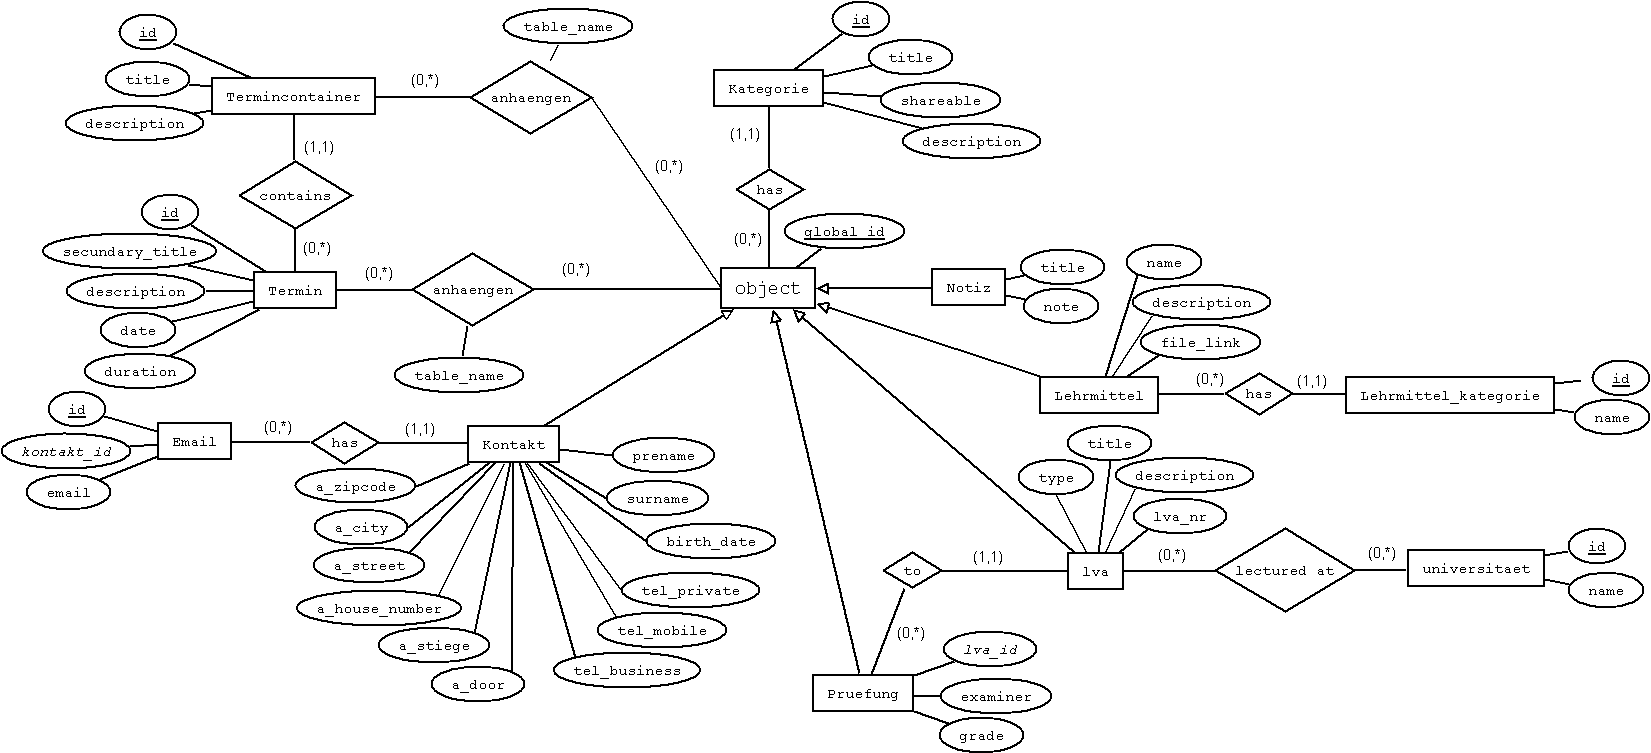 id
table_name
id
title
title
Termincontainer
(0,*)
anhaengen
Kategorie
shareable
description
(1,1)
description
(1,1)
(0,*)
contains
has
id
global_id
secundary_title
(0,*)
(0,*)
title
name
description
Termin
(0,*)
anhaengen
(0,*)
object
Notiz
note
description
date
file_link
duration
table_name
Lehrmittel
(0,*)
has
(1,1)
Lehrmittel_kategorie
id
name
id
kontakt_id
email
Email
(0,*)
has
(1,1)
Kontakt
prename
a_zipcode
surname
a_city
birth_date
a_street
tel_private
a_house_number
tel_mobile
a_stiege
tel_business
a_door
title
type
description
lva_nr
to
(1,1)
lva
(0,*)
lectured at
(0,*)
universitaet
id
name
(0,*)
lva_id
Pruefung
examiner
grade